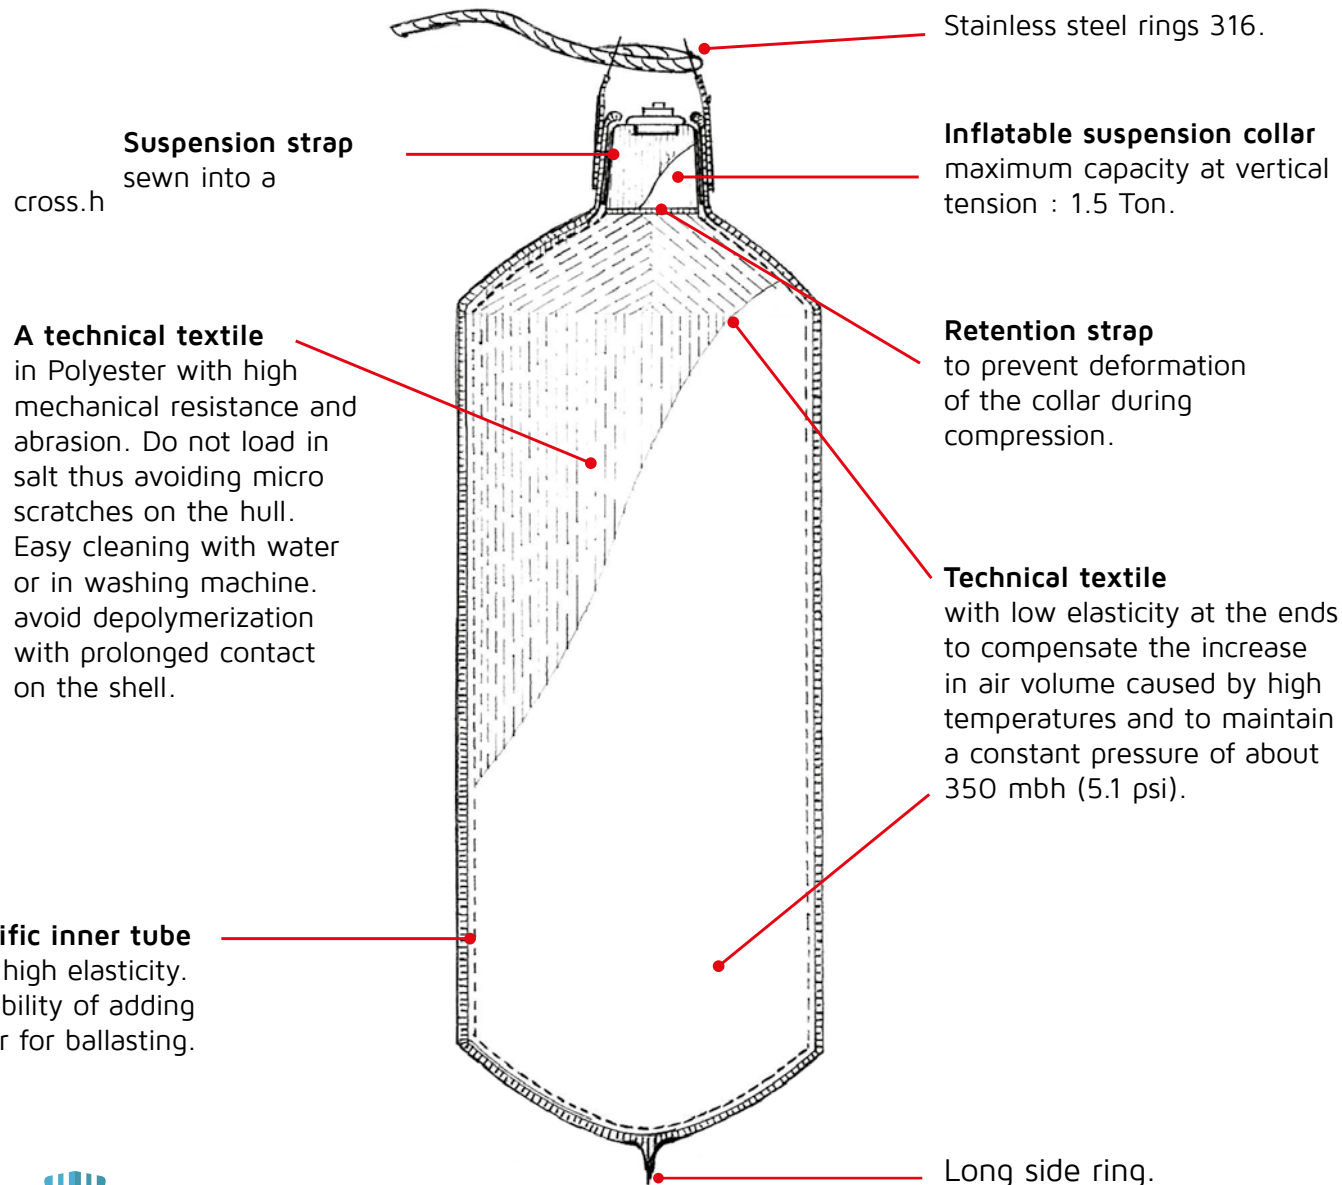 Stainless steel rings 316.
Suspension strap
sewn into a
cross.h
Inflatable suspension collar
maximum capacity at vertical
tension : 1.5 Ton.
A technical textile
in Polyester with high
mechanical resistance and
abrasion. Do not load in
salt thus avoiding micro
scratches on the hull.
Easy cleaning with water
or in washing machine.
avoid depolymerization
with prolonged contact
on the shell.
Retention strap
to prevent deformation
of the collar during
compression.
Technical textile
with low elasticity at the ends
to compensate the increase
in air volume caused by high
temperatures and to maintain
a constant pressure of about
350 mbh (5.1 psi).
inner tube
high elasticity.
of adding
for ballasting.
Long side ring.